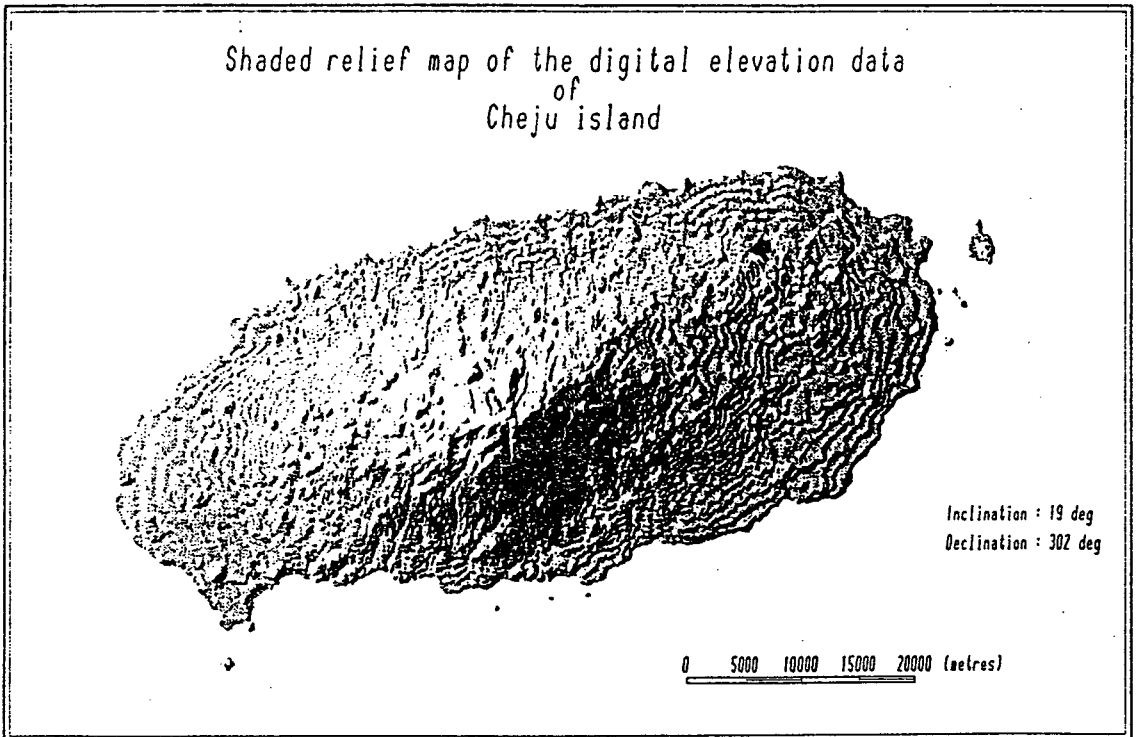 Shaded relief map of the digital elevation data
of
Cheju island
Inclination : 19 deg
Declination : 302 deg
0 5000 10000 15000 20000 (metres)